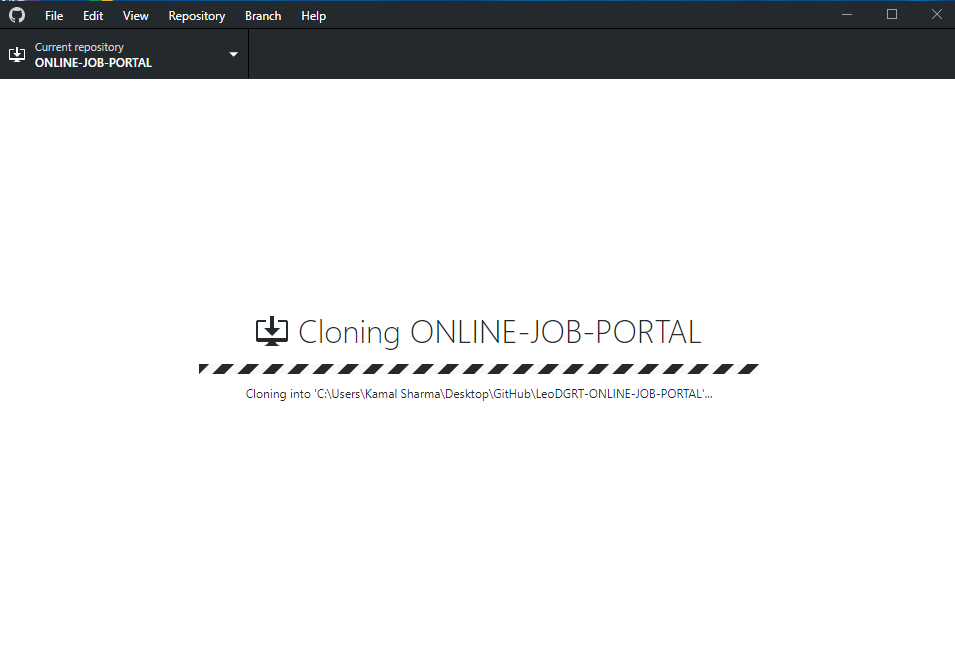 File Edit View Repository Branch Help
Current repository
ONLINE-JOB-PORTAL
Cloning ONLINE-JOB-PORTAL
Cloning into 'C:\Users\Kamal Sharma\Desktop\GitHub\LeoDGRT-ONLINE-JOB-PORTAL'...